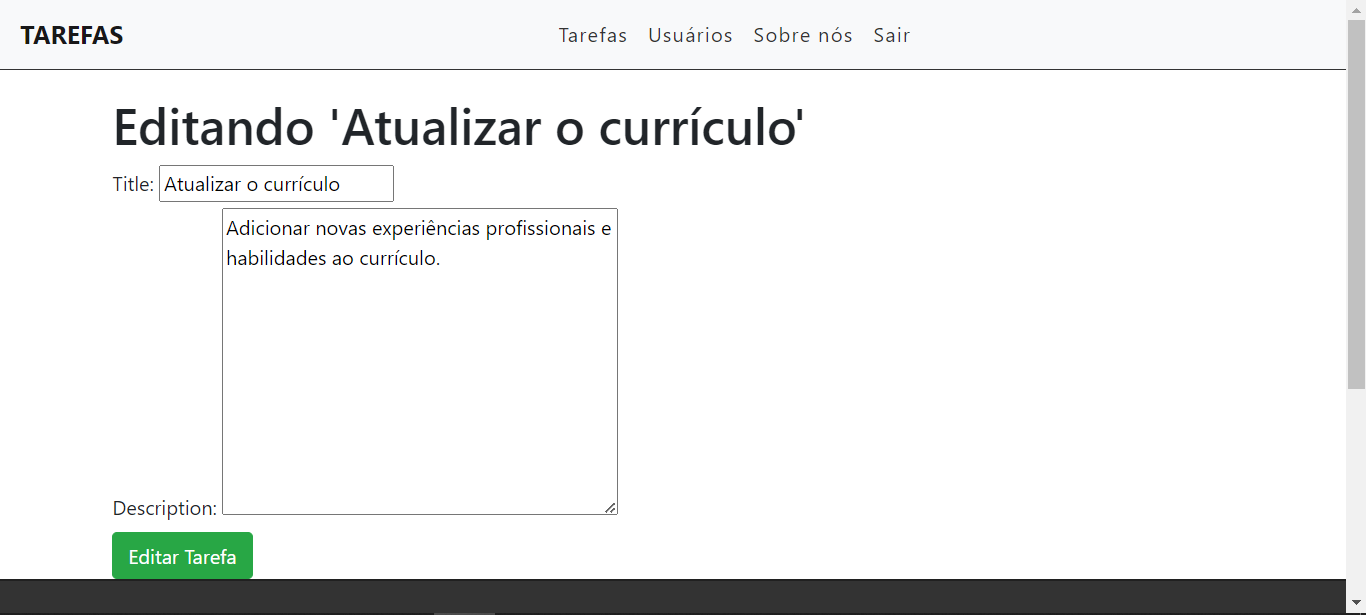 TAREFAS
Tarefas Usuários Sobre nós Sair
Editando 'Atualizar o currículo'
Title: Atualizar o currículo
Adicionar novas experiências profissionais e
habilidades ao currículo.
Description:
Editar Tarefa